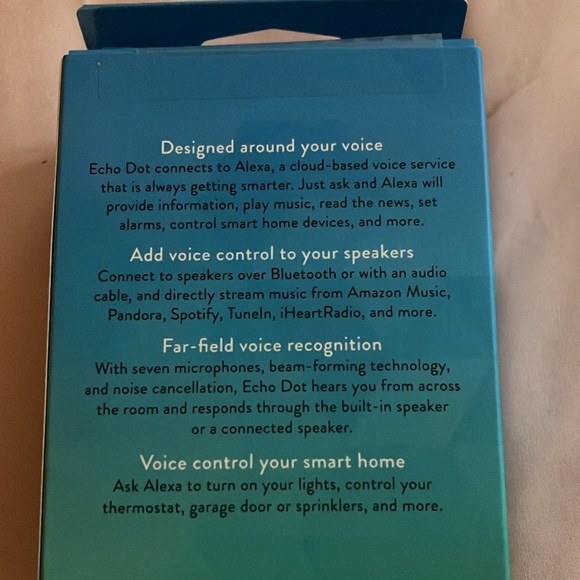 Designed around your voice
Echo Dot connects to Alexa, a cloud-based voice service
that is always getting smarter. Just ask and Alexa will
provide information, play music, read the news, set
alarms, control smart home devices, and more.
Add voice control to your speakers
Connect to speakers over Bluetooth or with an audio
cable, and directly stream music from Amazon Music,
Pandora, Spotify, TuneIn, iHeartRadio, and more.
Far-field voice recognition
With seven microphones, beam-forming technology,
and noise cancellation, Echo Dot hears you from across
the room and responds through the built-in speaker
or a connected speaker.
Voice control your smart home
Ask Alexa to turn on your lights, control your
thermostat, garage door or sprinklers, and more.